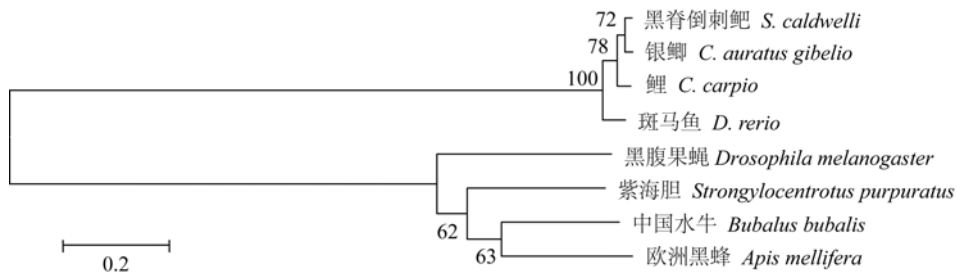 72
黑脊倒刺鲃 S. caldwelli
78
银鲫 C. auratus gibelio
100
鲤 C. carpio
斑马鱼 D. rerio
黑腹果蝇 Drosophila melanogaster
紫海胆 Strongylocentrotus purpuratus
62
中国水牛 Bubalus bubalis
63
欧洲黑蜂 Apis mellifera
0.2